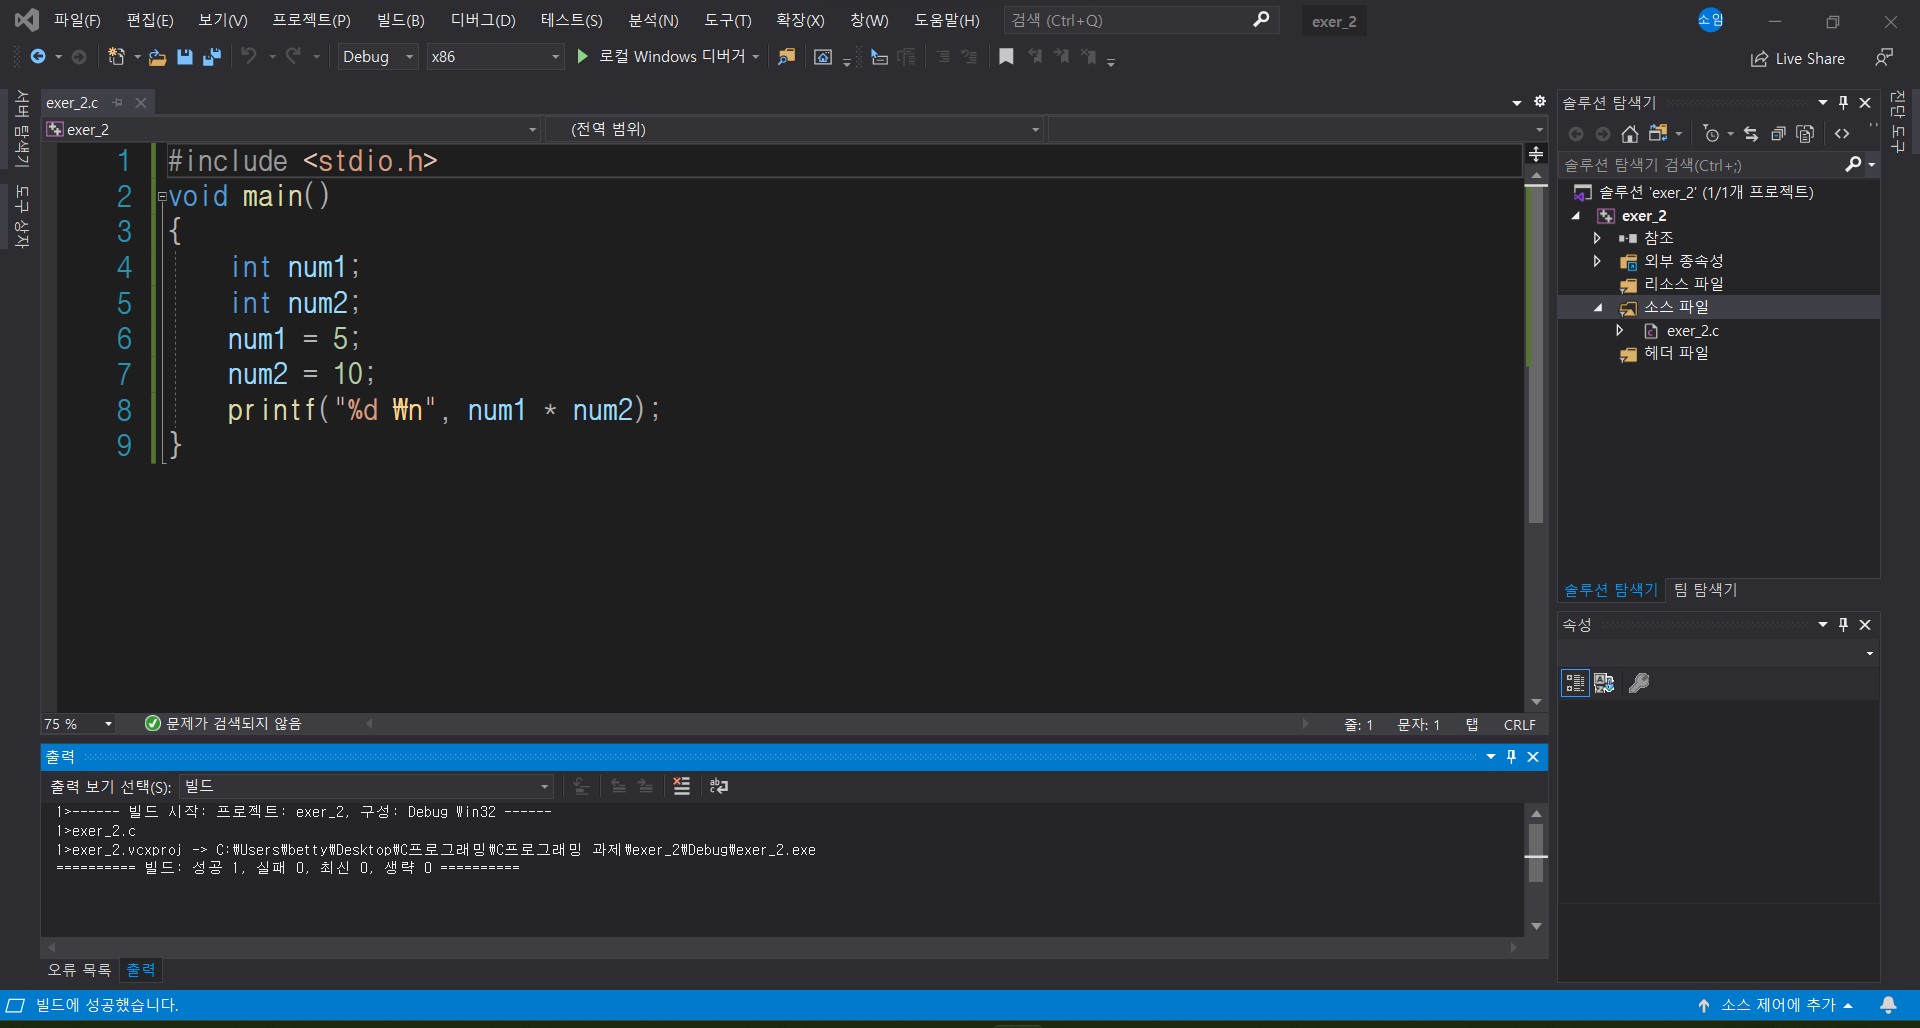 파일(F) 편집(E) 보기(V) 프로젝트(P) 빌드(B) 디버그(D) 테스트(S) 분석(N) 도구(T) 확장(X) 창(W) 도움말(H) 검색 (Ctrl+Q) exer_2 소임
Debug x86 로컬 Windows 디버거 Live Share
서버 탐색기
도구 상자
exer_2.c
exer_2 (전역 범위)
1 #include <stdio.h>
2 void main()
3 {
4 int num1;
5 int num2;
6 num1 = 5;
7 num2 = 10;
8 printf("%d ₩n", num1 * num2);
9 }
75 % 문제가 검색되지 않음 줄: 1 문자: 1 탭 CRLF
출력
출력 보기 선택(S): 빌드
1>------ 빌드 시작: 프로젝트: exer_2, 구성: Debug Win32 ------
1>exer_2.c
1>exer_2.vcxproj -> C:₩Users₩betty₩Desktop₩C프로그래밍₩C프로그래밍 과제₩exer_2₩Debug₩exer_2.exe
========== 빌드: 성공 1, 실패 0, 최신 0, 생략 0 ==========
오류 목록 출력
솔루션 탐색기
솔루션 탐색기 검색(Ctrl+;)
솔루션 'exer_2' (1/1개 프로젝트)
exer_2
참조
외부 종속성
리소스 파일
소스 파일
exer_2.c
헤더 파일
솔루션 탐색기 팀 탐색기
속성
진단 도구
빌드에 성공했습니다. 소스 제어에 추가